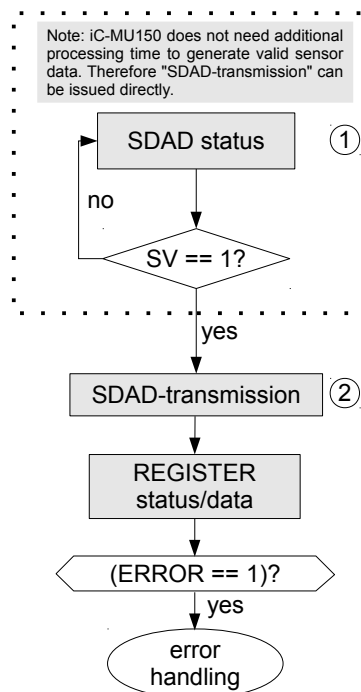 Note: iC-MU150 does not need additional
processing time to generate valid sensor
data. Therefore "SDAD-transmission" can
be issued directly.
SDAD status
1
no
SV == 1?
yes
SDAD-transmission
2
REGISTER
status/data
(ERROR == 1)?
yes
error
handling